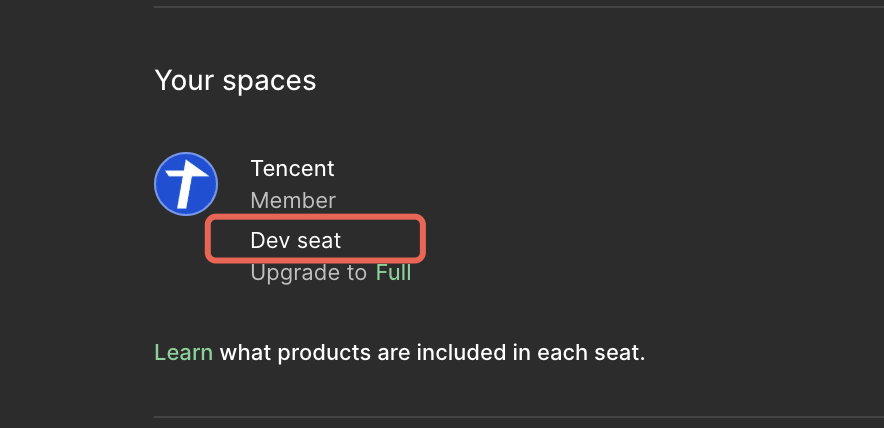 Your spaces
Tencent
Member
Dev seat
Upgrade to Full
Learn what products are included in each seat.